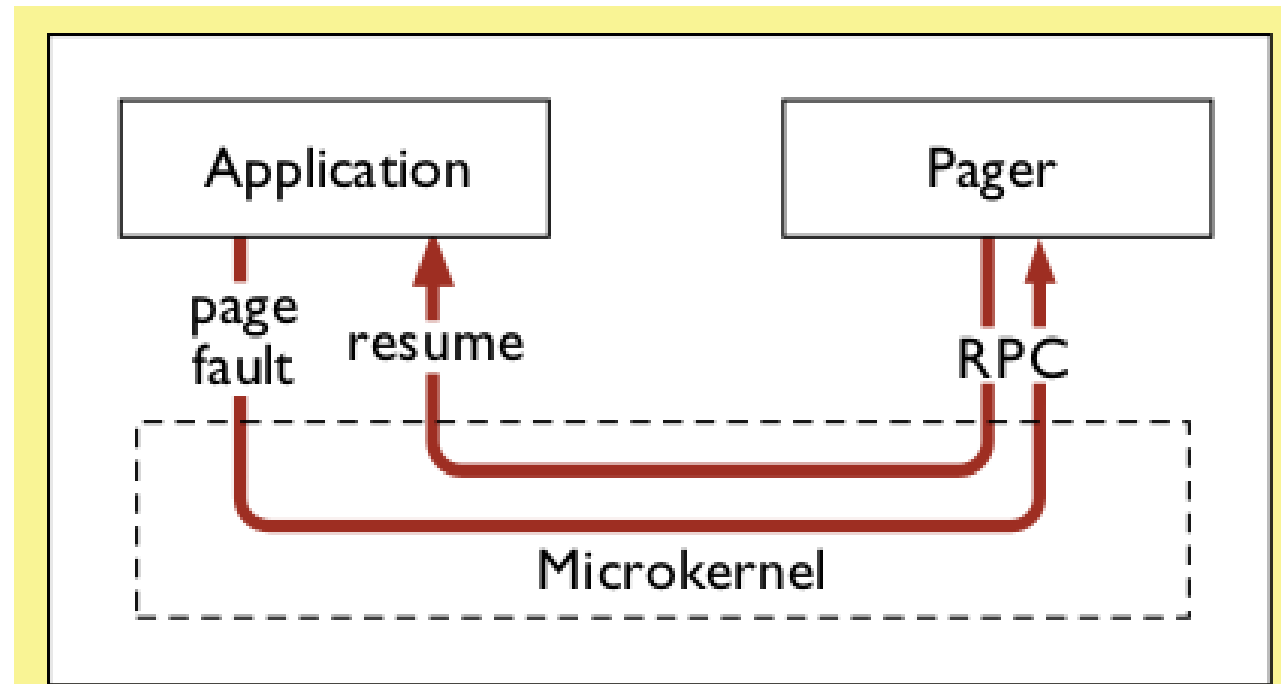 Application
Pager
page
fault
resume
RPC
Microkernel